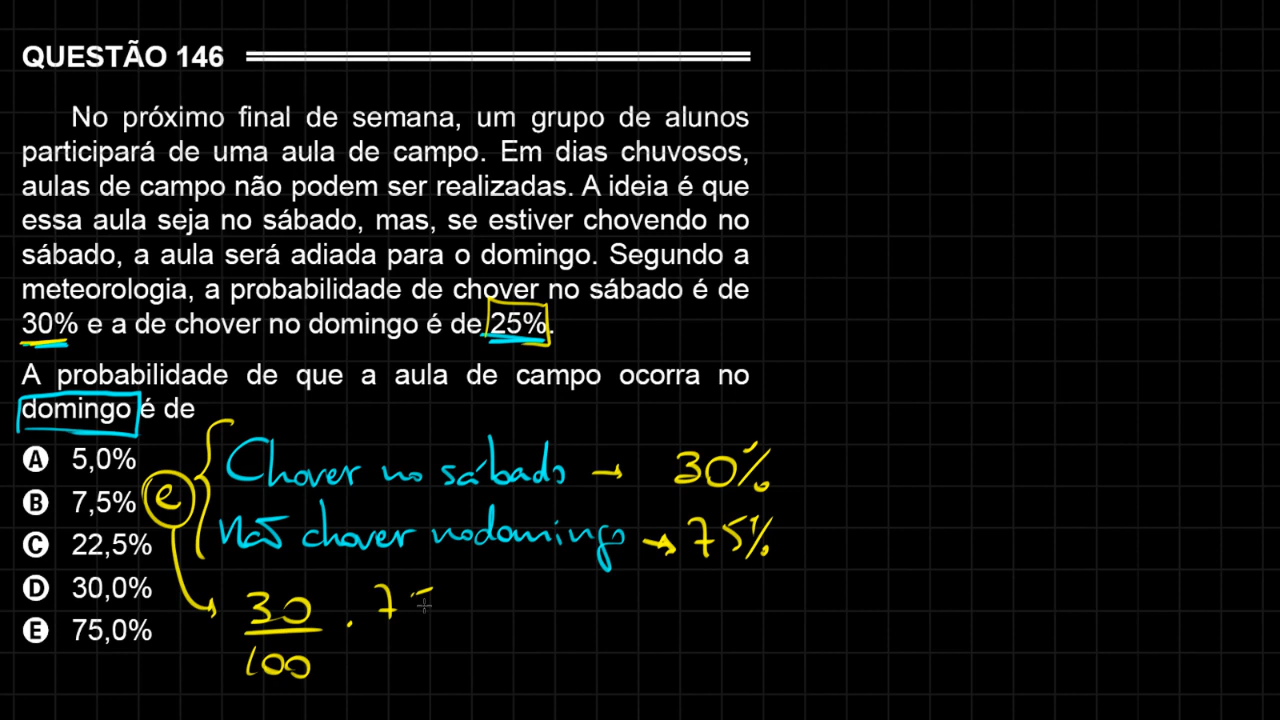 QUESTÃO 146
No próximo final de semana, um grupo de alunos
participará de uma aula de campo. Em dias chuvosos,
aulas de campo não podem ser realizadas. A ideia é que
essa aula seja no sábado, mas, se estiver chovendo no
sábado, a aula será adiada para o domingo. Segundo a
meteorologia, a probabilidade de chover no sábado é de
30% e a de chover no domingo é de 25%.
A probabilidade de que a aula de campo ocorra no
domingo é de
A 5,0%
B 7,5%
C 22,5%
D 30,0%
E 75,0%
e
Chover no sábado → 30%
Não chover no domingo → 75%
30/100 . 7